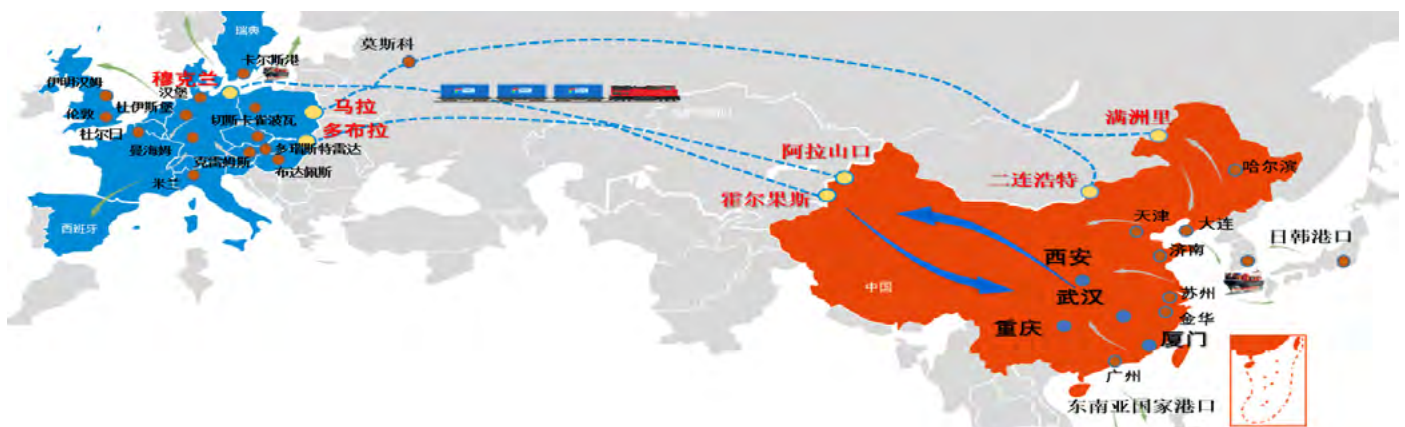 瑞典
莫斯科
卡尔斯港
伊明汉姆
穆克兰
汉堡
伦敦
杜伊斯堡
马拉
切斯卡雀波瓦
杜尔口
多布拉
曼海姆
多瑙斯特雷达
克雷姆斯
布达佩斯
米兰
西班牙
满洲里
阿拉山口
二连浩特
哈尔滨
霍尔果斯
天津
大连
日韩港口
济南
西安
中国
武汉
苏州
金华
重庆
厦门
广州
东南亚国家港口